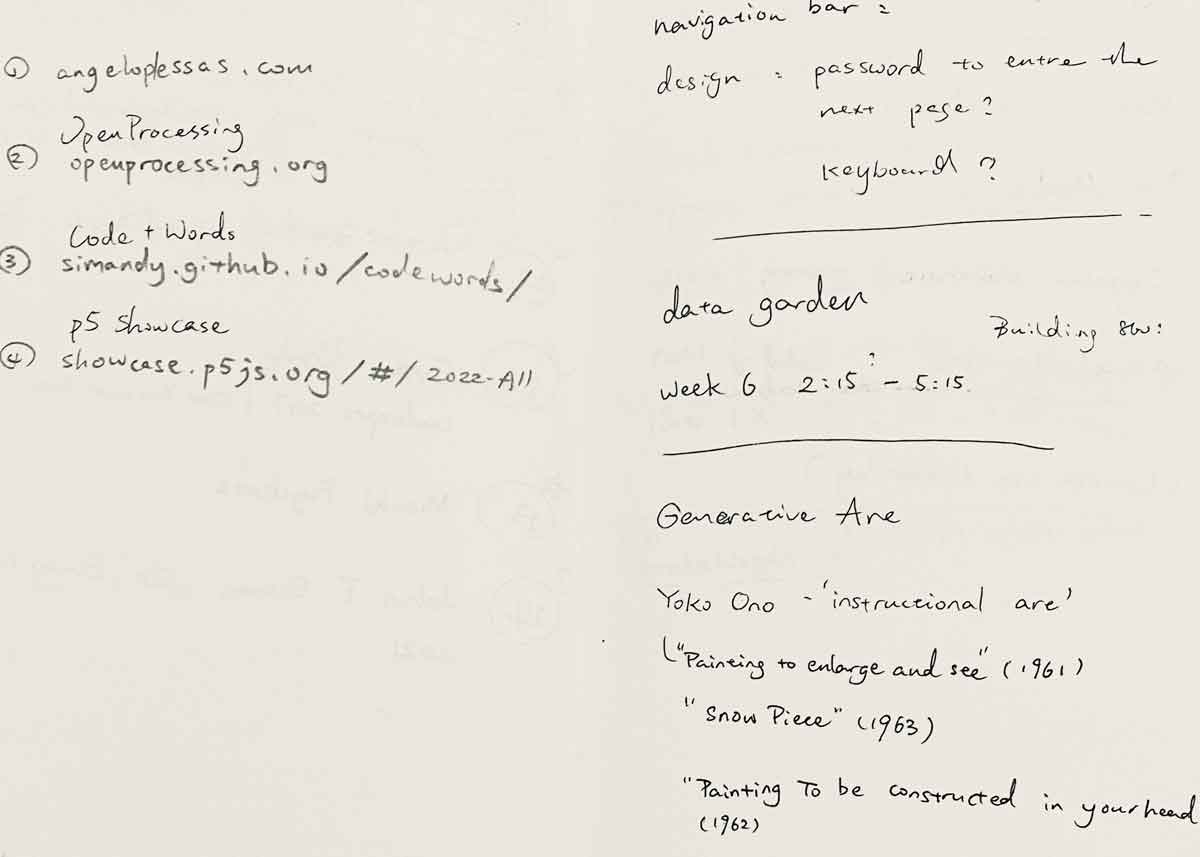 ① angeloplessas.com
OpenProcessing
② openprocessing.org
Code + Words
③ simandy.github.io/codewords/
p5 Showcase
④ showcase.p5js.org/#/2022-All
navigation bar :
design : password to entre the
next page?
keyboard ?
data garden
Building 8W:
?
week 6 2:15 - 5:15.
Generative Art
Yoko Ono - 'instructional art'
"Painting to enlarge and see" (1961)
"Snow Piece" (1963)
"Painting To be constructed in your head
(1962)